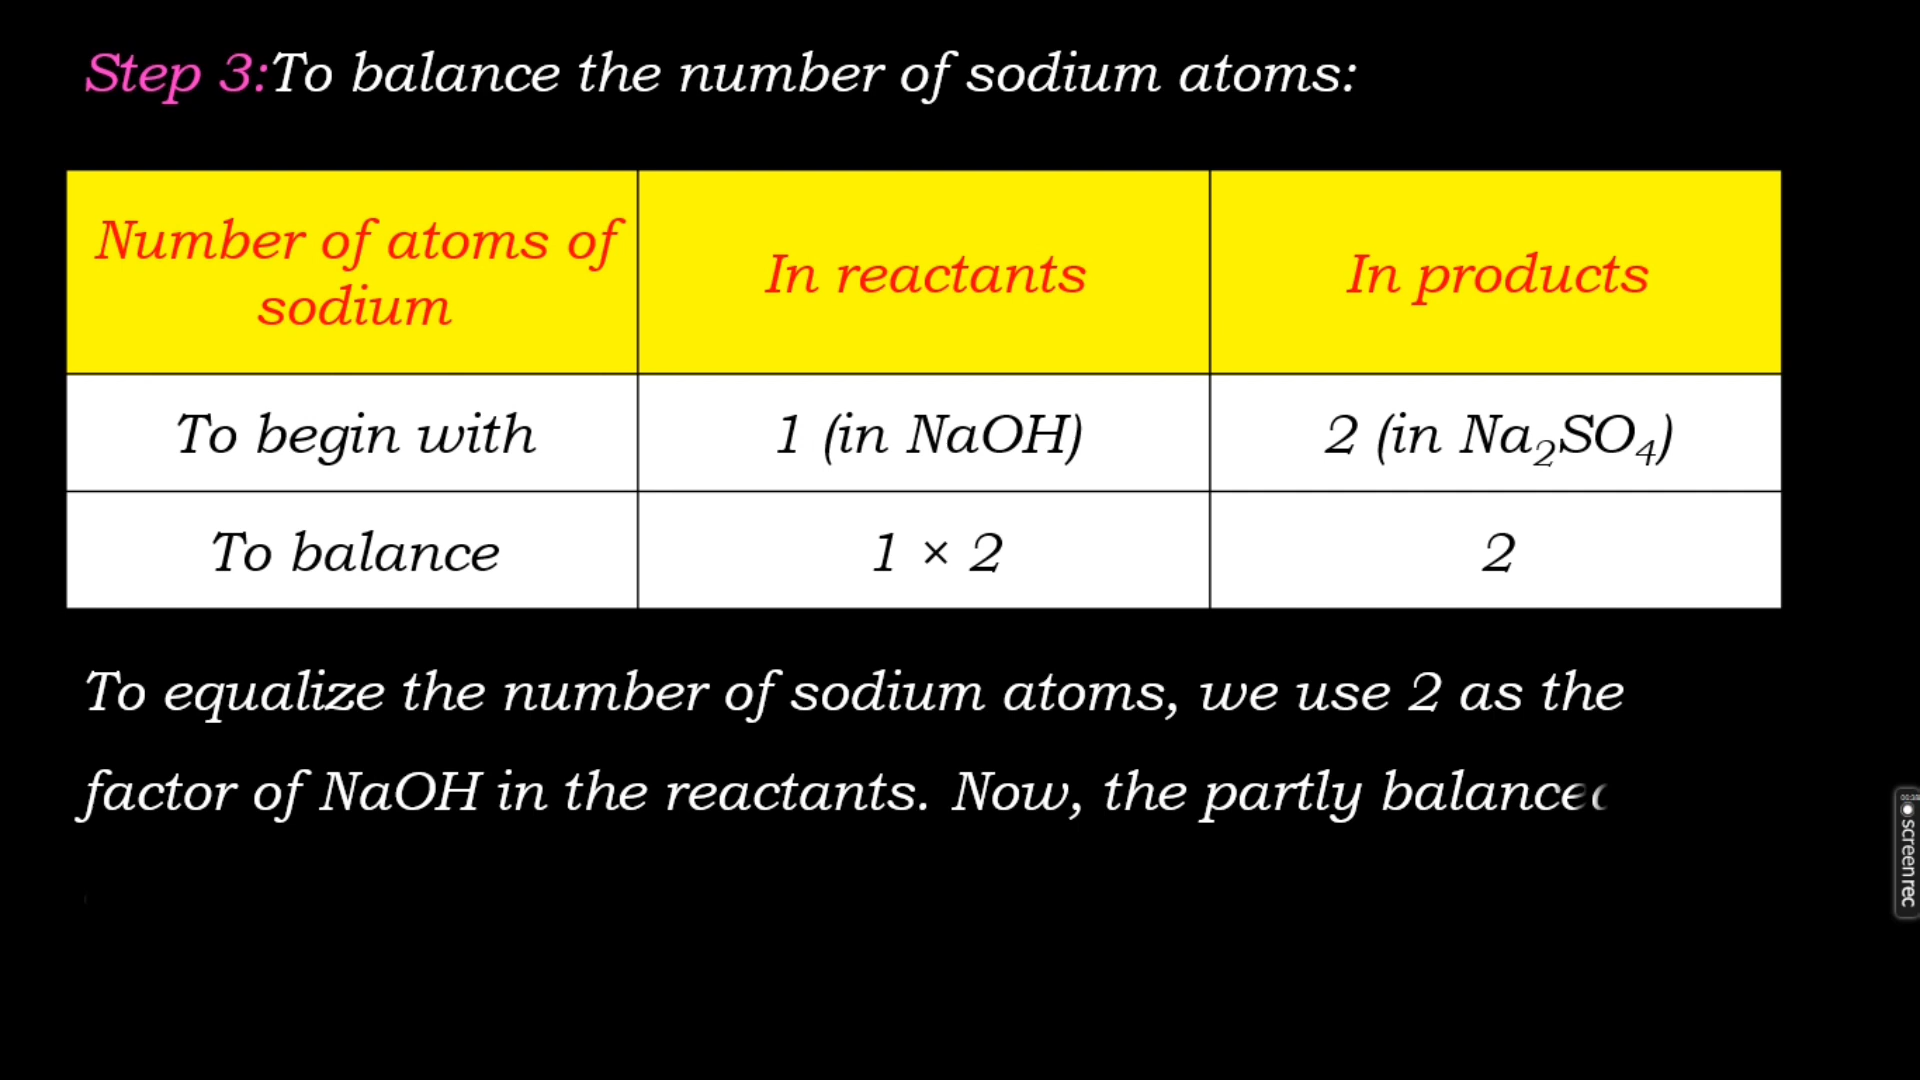 Step 3:To balance the number of sodium atoms:
Number of atoms of
sodium
In reactants
In products
To begin with
1 (in NaOH)
2 (in Na₂SO₄)
To balance
1 × 2
2
To equalize the number of sodium atoms, we use 2 as the
factor of NaOH in the reactants. Now, the partly balanced
screenrec